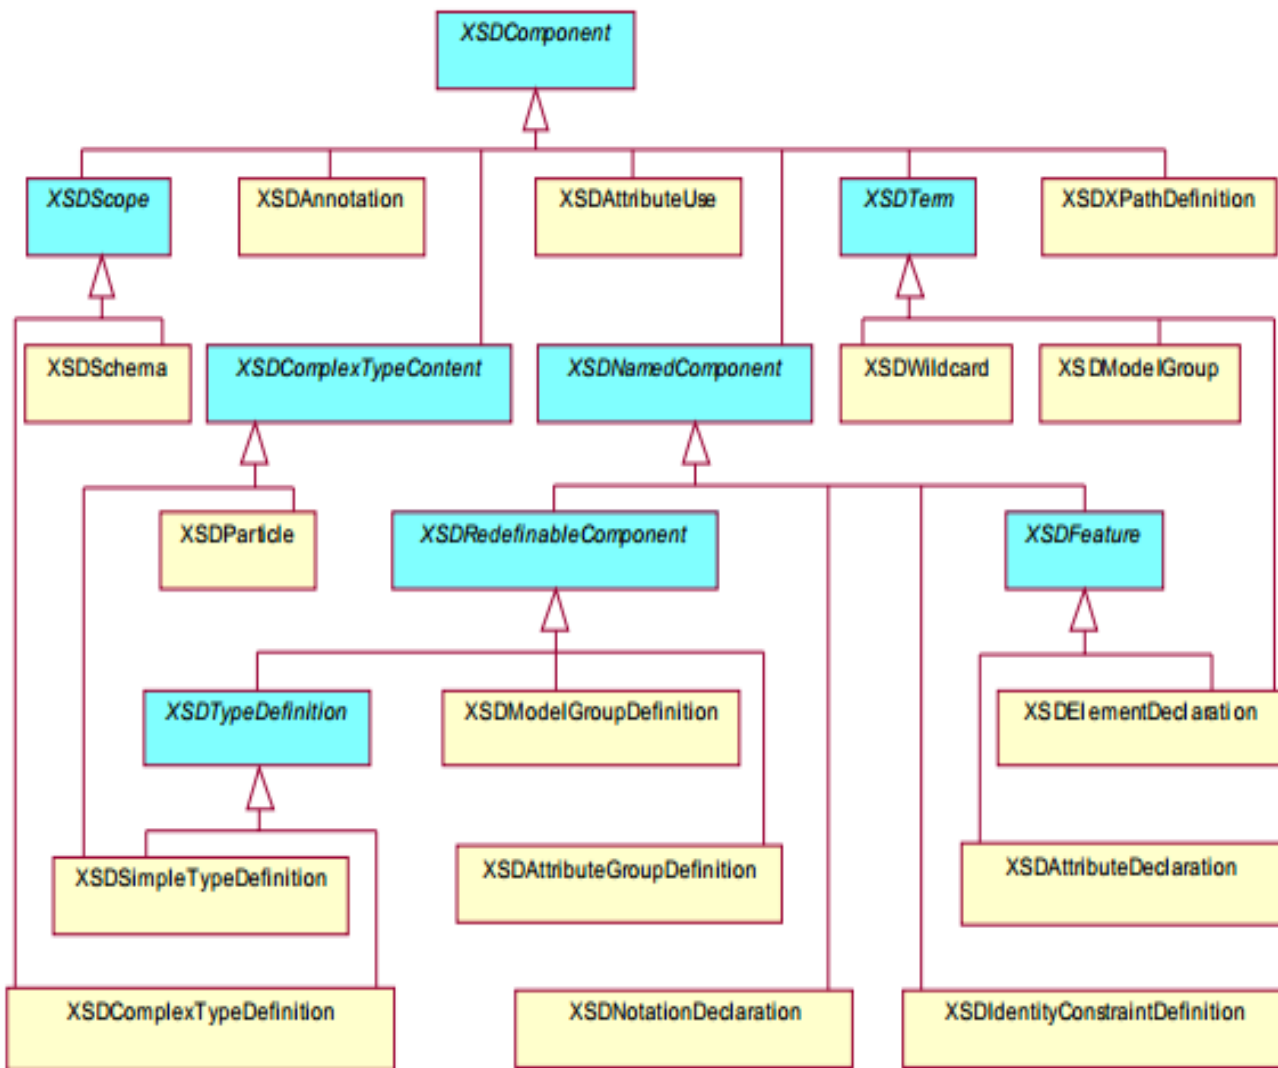 XSDComponent
XSDScope
XSDAnnotation
XSDAttributeUse
XSDTerm
XSDXPathDefinition
XSDSchema
XSDComplexTypeContent
XSDNamedComponent
XSDWildcard
XSDModelGroup
XSDParticle
XSDRedefinableComponent
XSDFeature
XSDTypeDefinition
XSDModelGroupDefinition
XSDElementDeclaration
XSDSimpleTypeDefinition
XSDAttributeGroupDefinition
XSDAttributeDeclaration
XSDComplexTypeDefinition
XSDNotationDeclaration
XSDIdentityConstraintDefinition